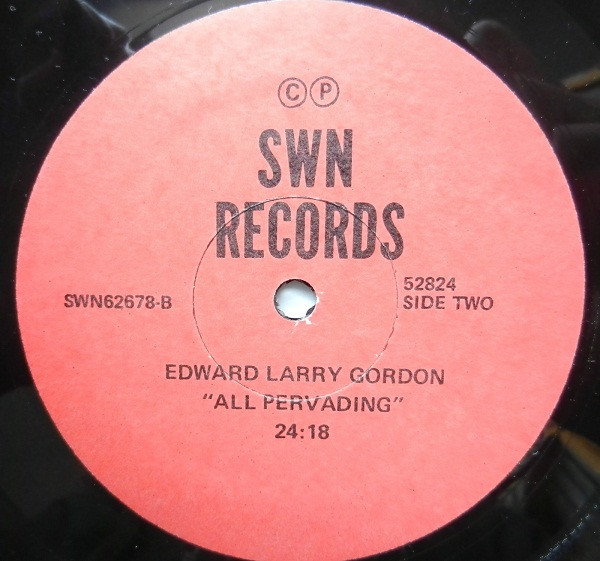 Ⓒ Ⓟ
SWN
RECORDS
SWN62678-B
52824
SIDE TWO
EDWARD LARRY GORDON
"ALL PERVADING"
24:18